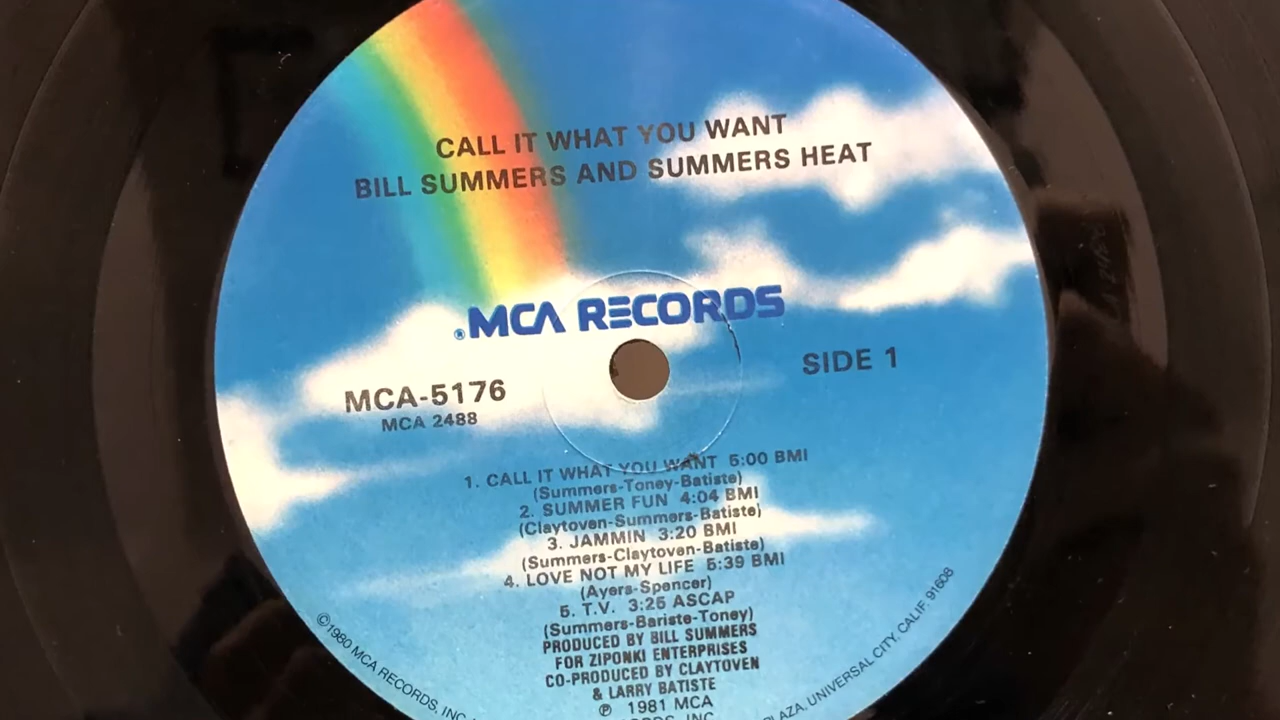 CALL IT WHAT YOU WANT
BILL SUMMERS AND SUMMERS HEAT
®MCA RECORDS
SIDE 1
MCA-5176
MCA 2488
1. CALL IT WHAT YOU WANT 5:00 BMI
(Summers-Toney-Batiste)
2. SUMMER FUN 4:04 BMI
(Claytoven-Summers-Batiste)
3. JAMMIN 3:20 BMI
(Summers-Claytoven-Batiste)
4. LOVE NOT MY LIFE 5:39 BMI
(Ayers-Spencer)
5. T.V. 3:25 ASCAP
(Summers-Bariste-Toney)
PRODUCED BY BILL SUMMERS
FOR ZIPONKI ENTERPRISES
CO-PRODUCED BY CLAYTOVEN
& LARRY BATISTE
℗ 1981 MCA
INC.
©1980 MCA RECORDS, INC. PLAZA, UNIVERSAL CITY, CALIF. 91608